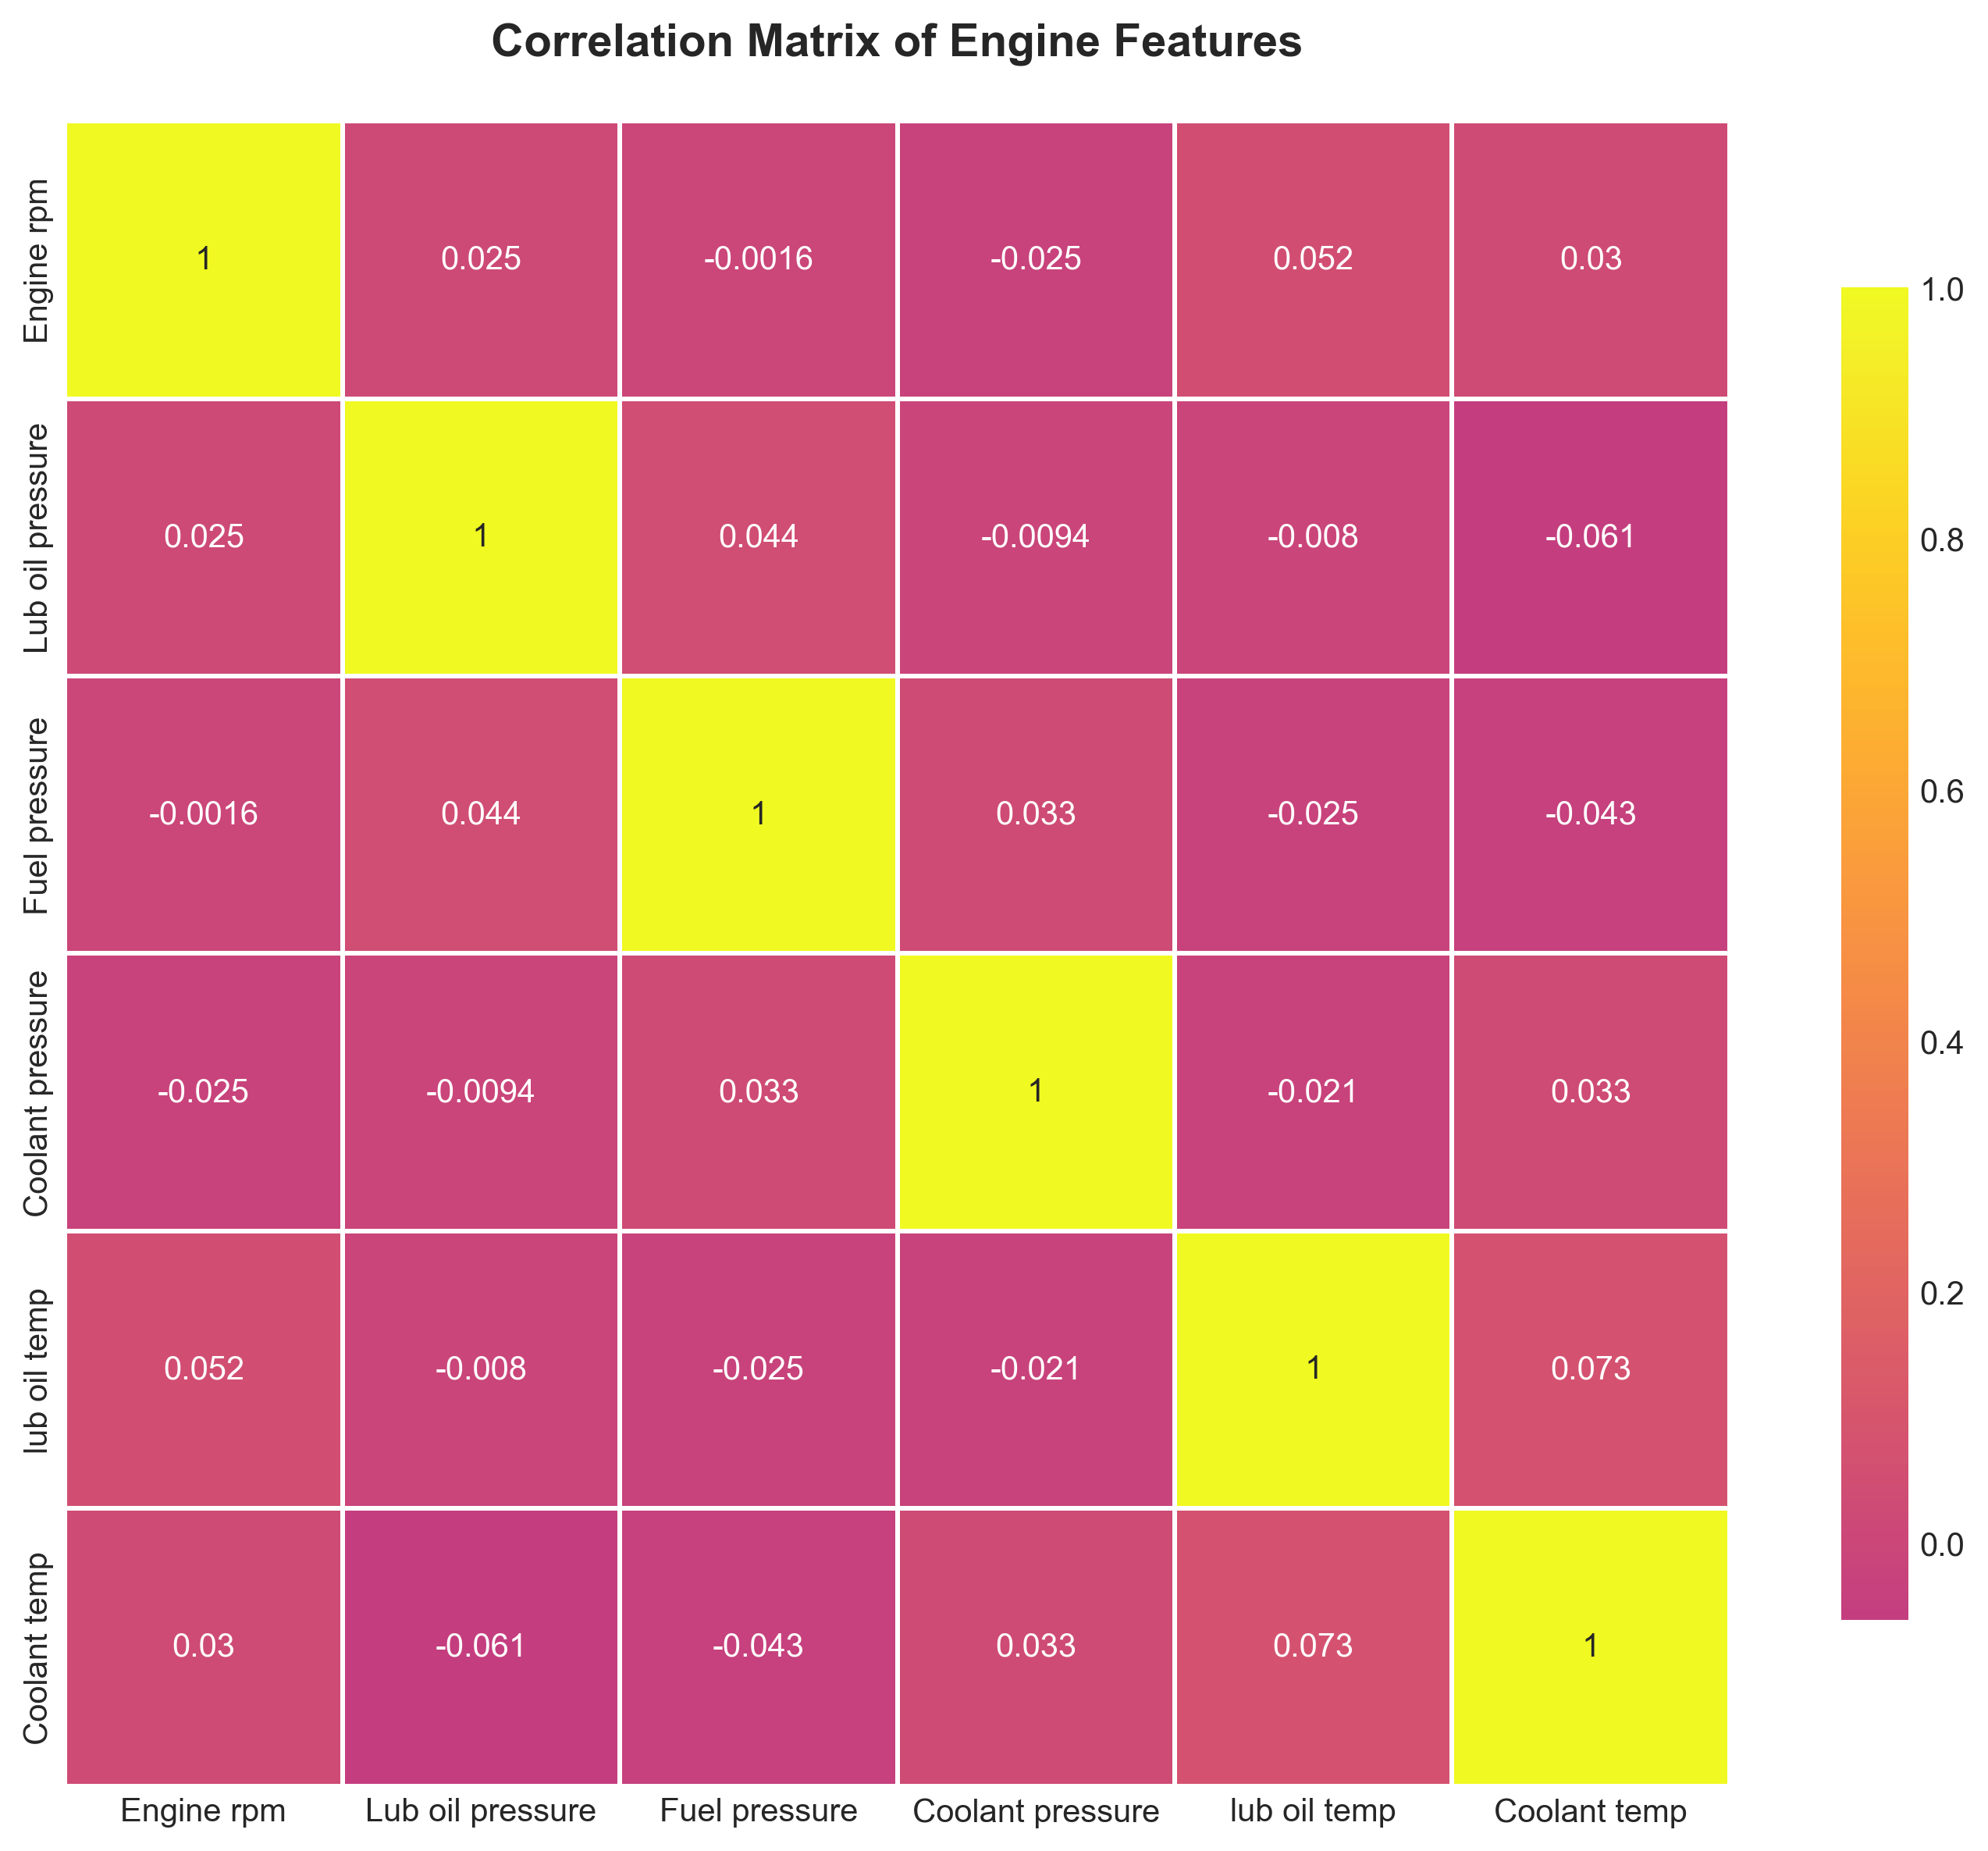 Correlation Matrix of Engine Features
Engine rpm 1 0.025 -0.0016 -0.025 0.052 0.03
Lub oil pressure 0.025 1 0.044 -0.0094 -0.008 -0.061
Fuel pressure -0.0016 0.044 1 0.033 -0.025 -0.043
Coolant pressure -0.025 -0.0094 0.033 1 -0.021 0.033
lub oil temp 0.052 -0.008 -0.025 -0.021 1 0.073
Coolant temp 0.03 -0.061 -0.043 0.033 0.073 1
Engine rpm Lub oil pressure Fuel pressure Coolant pressure lub oil temp Coolant temp
1.0
0.8
0.6
0.4
0.2
0.0